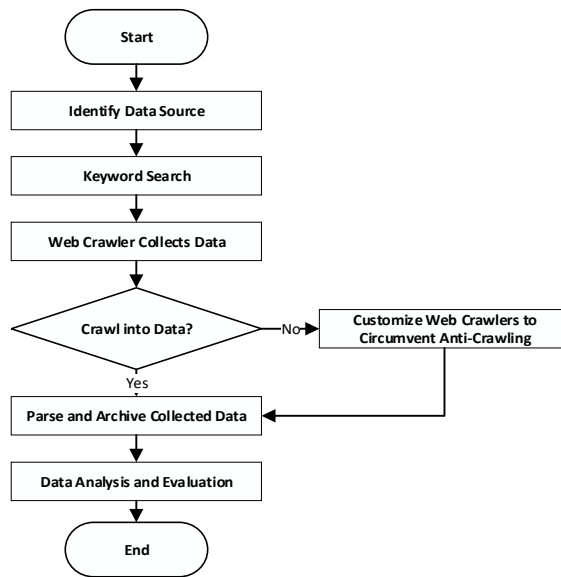 Start
Identify Data Source
Keyword Search
Web Crawler Collects Data
Crawl into Data?
No
Customize Web Crawlers to
Circumvent Anti-Crawling
Yes
Parse and Archive Collected Data
Data Analysis and Evaluation
End